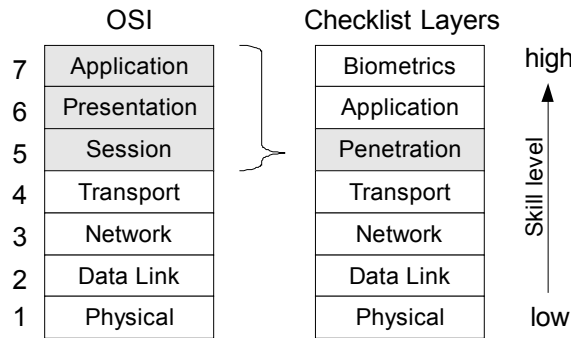 OSI Checklist Layers
7 Application Biometrics high
6 Presentation Application
5 Session Penetration
4 Transport Transport
3 Network Network
2 Data Link Data Link
1 Physical Physical low
Skill level